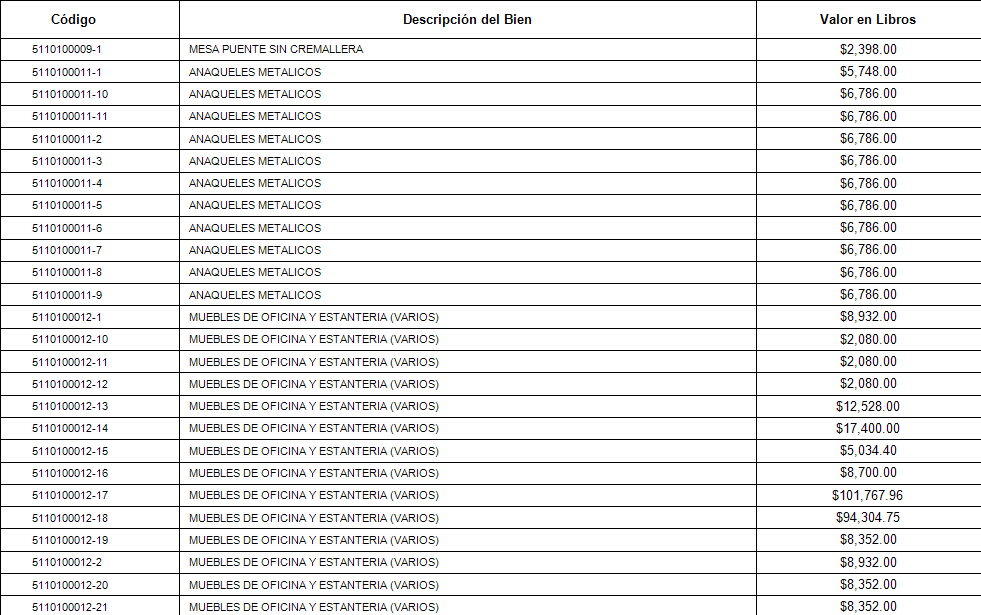 Código Descripción del Bien Valor en Libros
5110100009-1 MESA PUENTE SIN CREMALLERA $2,398.00
5110100011-1 ANAQUELES METALICOS $5,748.00
5110100011-10 ANAQUELES METALICOS $6,786.00
5110100011-11 ANAQUELES METALICOS $6,786.00
5110100011-2 ANAQUELES METALICOS $6,786.00
5110100011-3 ANAQUELES METALICOS $6,786.00
5110100011-4 ANAQUELES METALICOS $6,786.00
5110100011-5 ANAQUELES METALICOS $6,786.00
5110100011-6 ANAQUELES METALICOS $6,786.00
5110100011-7 ANAQUELES METALICOS $6,786.00
5110100011-8 ANAQUELES METALICOS $6,786.00
5110100011-9 ANAQUELES METALICOS $6,786.00
5110100012-1 MUEBLES DE OFICINA Y ESTANTERIA (VARIOS) $8,932.00
5110100012-10 MUEBLES DE OFICINA Y ESTANTERIA (VARIOS) $2,080.00
5110100012-11 MUEBLES DE OFICINA Y ESTANTERIA (VARIOS) $2,080.00
5110100012-12 MUEBLES DE OFICINA Y ESTANTERIA (VARIOS) $2,080.00
5110100012-13 MUEBLES DE OFICINA Y ESTANTERIA (VARIOS) $12,528.00
5110100012-14 MUEBLES DE OFICINA Y ESTANTERIA (VARIOS) $17,400.00
5110100012-15 MUEBLES DE OFICINA Y ESTANTERIA (VARIOS) $5,034.40
5110100012-16 MUEBLES DE OFICINA Y ESTANTERIA (VARIOS) $8,700.00
5110100012-17 MUEBLES DE OFICINA Y ESTANTERIA (VARIOS) $101,767.96
5110100012-18 MUEBLES DE OFICINA Y ESTANTERIA (VARIOS) $94,304.75
5110100012-19 MUEBLES DE OFICINA Y ESTANTERIA (VARIOS) $8,352.00
5110100012-2 MUEBLES DE OFICINA Y ESTANTERIA (VARIOS) $8,932.00
5110100012-20 MUEBLES DE OFICINA Y ESTANTERIA (VARIOS) $8,352.00
5110100012-21 MUEBLES DE OFICINA Y ESTANTERIA (VARIOS) $8,352.00